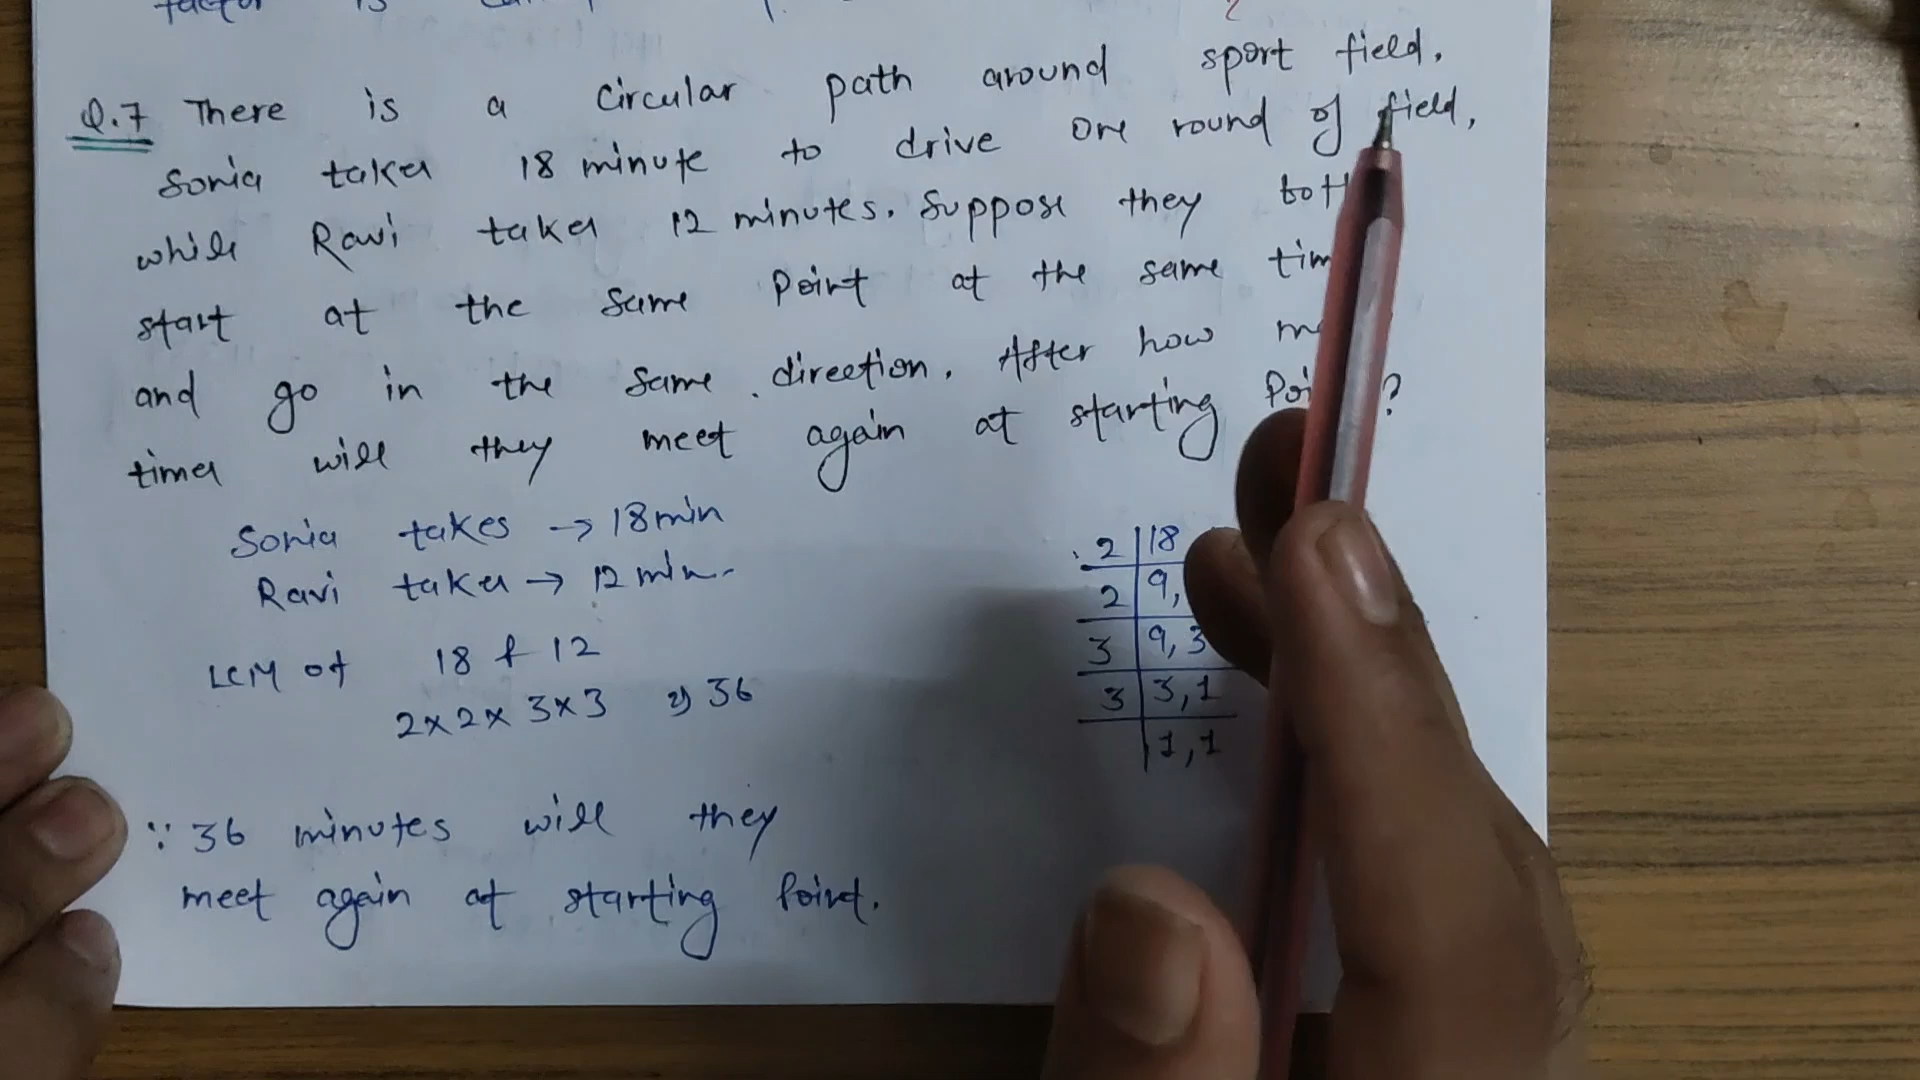 factor is
Q.7 There is a circular path around sport field.
Sonia takes 18 minute to drive one round of field,
while Ravi takes 12 minutes. Suppose they both
start at the same point at the same
and go in the same direction. After how
times will they meet again at starting ?
Sonia takes → 18 min
Ravi takes → 12 min.
LCM of 18 & 12
2 x 2 x 3 x 3 36
∵ 36 minutes will they
meet again at starting point.
2 | 18
2 | 9,
3 | 9, 3
3 | 3, 1
| 1, 1